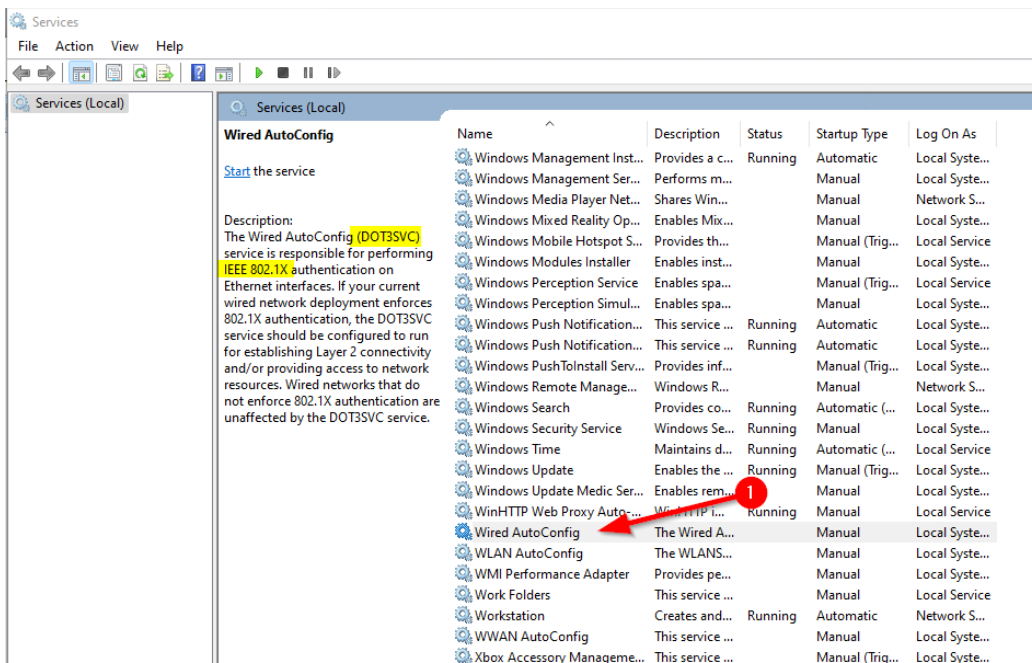 Services
File Action View Help
Services (Local)
Services (Local)
Wired AutoConfig
Start the service
Description:
The Wired AutoConfig (DOT3SVC)
service is responsible for performing
IEEE 802.1X authentication on
Ethernet interfaces. If your current
wired network deployment enforces
802.1X authentication, the DOT3SVC
service should be configured to run
for establishing Layer 2 connectivity
and/or providing access to network
resources. Wired networks that do
not enforce 802.1X authentication are
unaffected by the DOT3SVC service.
Name Description Status Startup Type Log On As
Windows Management Inst... Provides a c... Running Automatic Local Syste...
Windows Management Ser... Performs m... Manual Local Syste...
Windows Media Player Net... Shares Win... Manual Network S...
Windows Mixed Reality Op... Enables Mix... Manual Local Syste...
Windows Mobile Hotspot S... Provides th... Manual (Trig... Local Service
Windows Modules Installer Enables inst... Manual Local Syste...
Windows Perception Service Enables spa... Manual (Trig... Local Service
Windows Perception Simul... Enables spa... Manual Local Syste...
Windows Push Notification... This service ... Running Automatic Local Syste...
Windows Push Notification... This service ... Running Automatic Local Syste...
Windows PushToInstall Serv... Provides inf... Manual (Trig... Local Syste...
Windows Remote Manage... Windows R... Manual Network S...
Windows Search Provides co... Running Automatic (... Local Syste...
Windows Security Service Windows Se... Running Manual Local Syste...
Windows Time Maintains d... Running Automatic (... Local Service
Windows Update Enables the ... Running Manual (Trig... Local Syste...
Windows Update Medic Ser... Enables rem... 1 Manual Local Syste...
WinHTTP Web Proxy Auto-... WinHTTP i... Running Manual Local Service
Wired AutoConfig The Wired A... Manual Local Syste...
WLAN AutoConfig The WLANS... Manual Local Syste...
WMI Performance Adapter Provides pe... Manual Local Syste...
Work Folders This service ... Manual Local Service
Workstation Creates and... Running Automatic Network S...
WWAN AutoConfig This service ... Manual Local Syste...
Xbox Accessory Manageme... This service ... Manual (Trig... Local Syste...